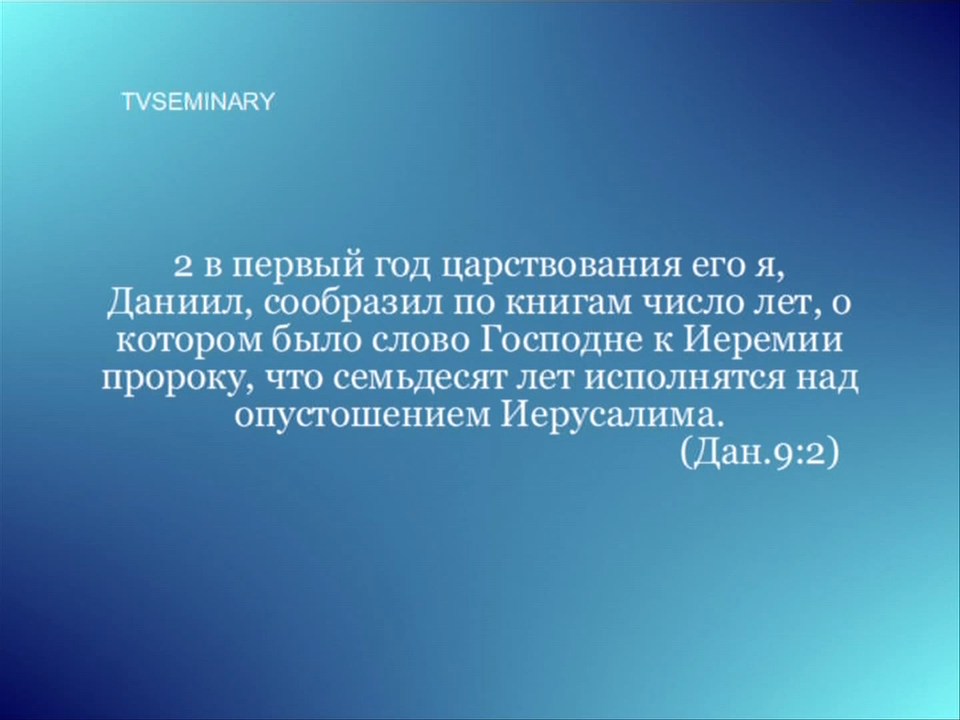 TVSEMINARY
2 в первый год царствования его я,
Даниил, сообразил по книгам число лет, о
котором было слово Господне к Иеремии
пророку, что семьдесят лет исполнятся над
опустошением Иерусалима.
(Дан.9:2)